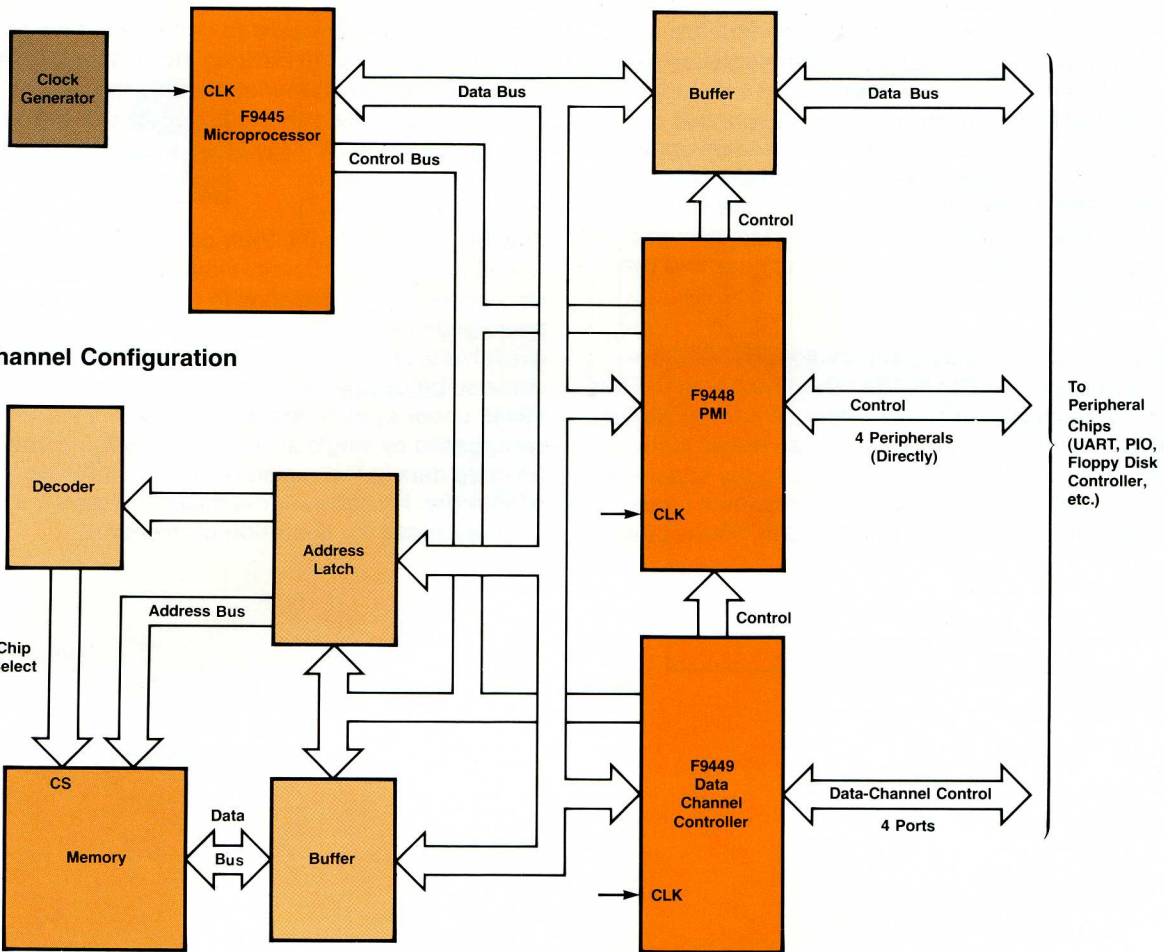 Clock
Generator
CLK
F9445
Microprocessor
Data Bus
Buffer
Data Bus
Control Bus
Control
hannel Configuration
F9448
PMI
Control
4 Peripherals
(Directly)
CLK
To
Peripheral
Chips
(UART, PIO,
Floppy Disk
Controller,
etc.)
Decoder
Address
Latch
Address Bus
Chip
elect
Control
CS
Memory
Data
Bus
Buffer
F9449
Data
Channel
Controller
Data-Channel Control
4 Ports
CLK